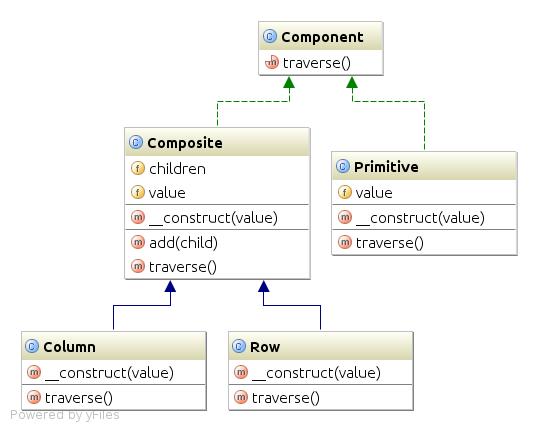 Component
traverse()
Composite
children
value
__construct(value)
add(child)
traverse()
Primitive
value
__construct(value)
traverse()
Column
__construct(value)
traverse()
Row
__construct(value)
traverse()
Powered by yFiles